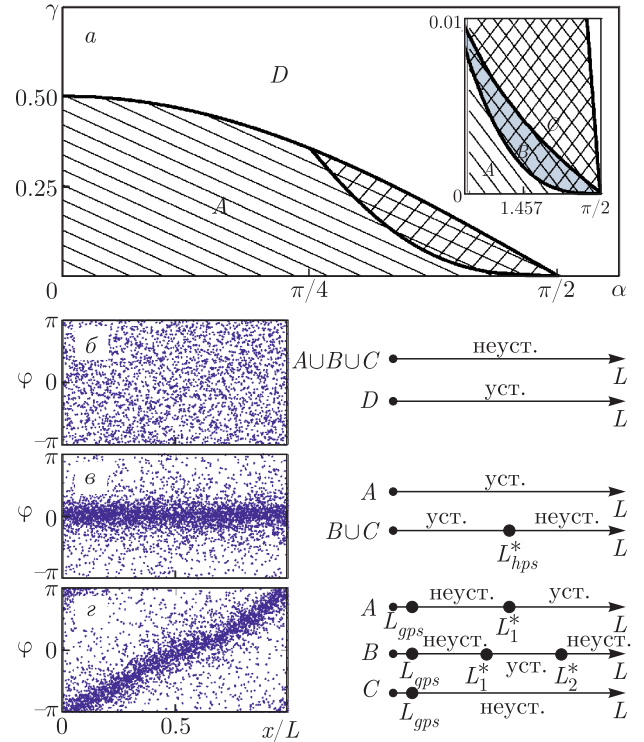 γ
а
D
0.50
0.25
A
0
π/4
π/2
α
0.01
A
B
C
0
1.457
π/2
π
φ
0
−π
б
A∪B∪C
неуст.
L
D
уст.
L
π
φ
0
−π
в
A
уст.
L
B∪C
уст.
неуст.
L*hps
L
π
φ
0
−π
г
0
0.5
x/L
A
неуст.
уст.
Lgps
L*1
L
B
неуст.
уст.
неуст.
Lgps
L*1
L*2
L
C
Lgps
неуст.
L